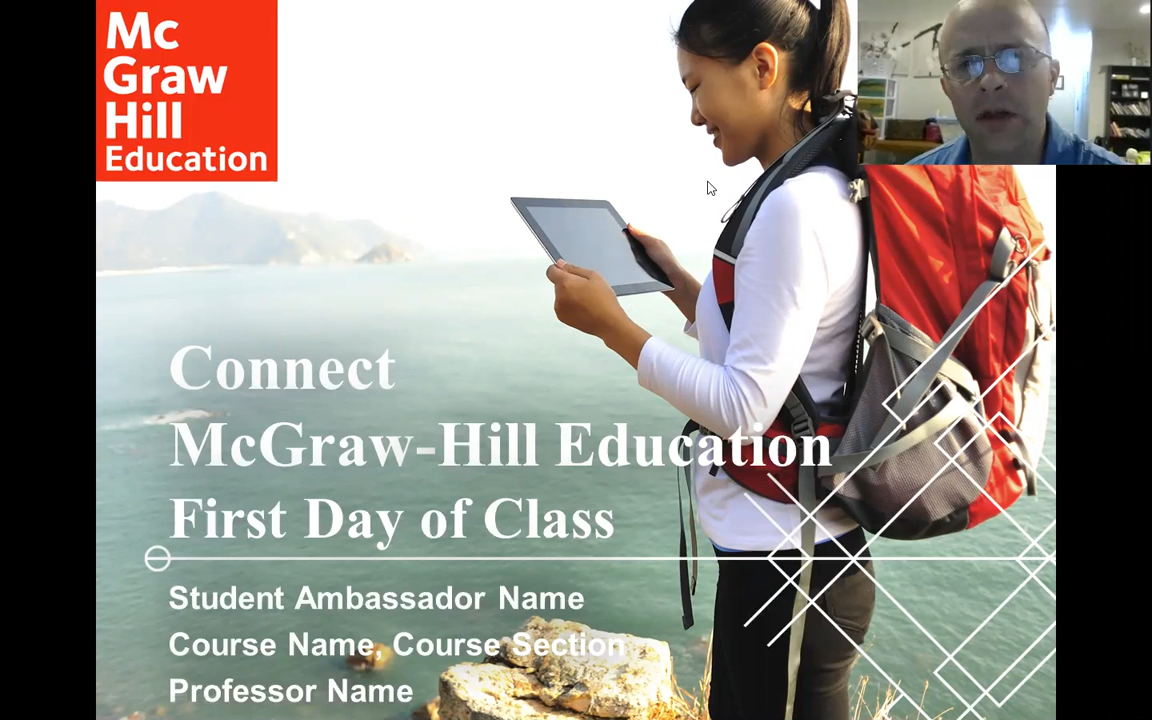 Mc
Graw
Hill
Education
Connect
McGraw-Hill Education
First Day of Class
Student Ambassador Name
Course Name, Course Section
Professor Name